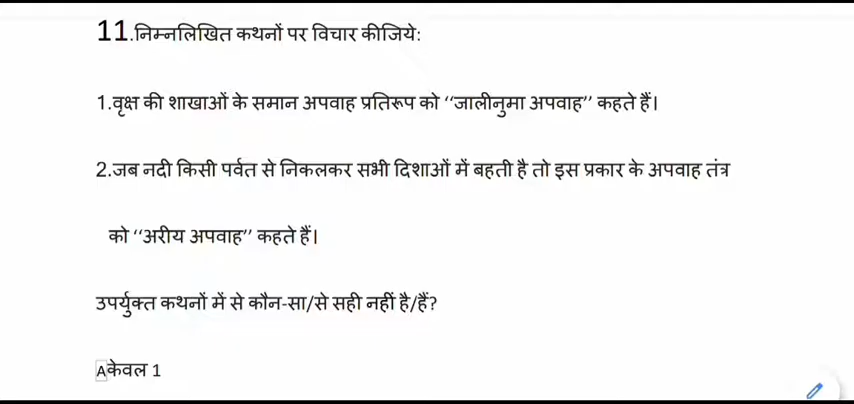 11.निम्नलिखित कथनों पर विचार कीजिये:
1.वृक्ष की शाखाओं के समान अपवाह प्रतिरूप को ‘‘जालीनुमा अपवाह’’ कहते हैं।
2.जब नदी किसी पर्वत से निकलकर सभी दिशाओं में बहती है तो इस प्रकार के अपवाह तंत्र
को ‘‘अरीय अपवाह’’ कहते हैं।
उपर्युक्त कथनों में से कौन-सा/से सही नहीं है/हैं?
Aकेवल 1